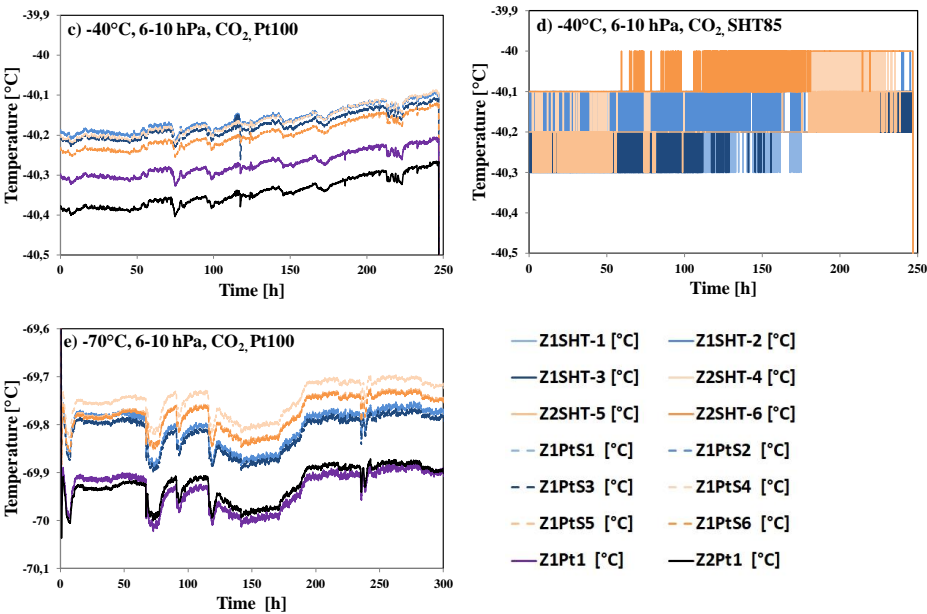 c) -40°C, 6-10 hPa, CO2, Pt100
Temperature [°C]
-39,9
-40
-40,1
-40,2
-40,3
-40,4
-40,5
0 50 100 150 200 250
Time [h]
d) -40°C, 6-10 hPa, CO2, SHT85
Temperature [°C]
-39,9
-40
-40,1
-40,2
-40,3
-40,4
-40,5
0 50 100 150 200 250
Time [h]
e) -70°C, 6-10 hPa, CO2, Pt100
Temperature [°C]
-69,6
-69,7
-69,8
-69,9
-70
-70,1
0 50 100 150 200 250 300
Time [h]
Z1SHT-1 [°C] Z1SHT-2 [°C]
Z1SHT-3 [°C] Z2SHT-4 [°C]
Z2SHT-5 [°C] Z2SHT-6 [°C]
Z1PtS1 [°C] Z1PtS2 [°C]
Z1PtS3 [°C] Z1PtS4 [°C]
Z1PtS5 [°C] Z1PtS6 [°C]
Z1Pt1 [°C] Z2Pt1 [°C]